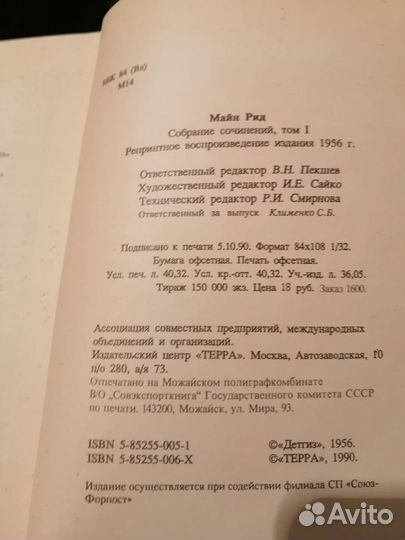 ББК 84 (Вл)
М14
Майн Рид
Собрание сочинений, том I
Репринтное воспроизведение издания 1956 г.
Ответственный редактор В.Н. Пекшев
Художественный редактор И.Е. Сайко
Технический редактор Р.И. Смирнова
Ответственный за выпуск Клименко С.Б.
Подписано к печати 5.10.90. Формат 84х108 1/32.
Бумага офсетная. Печать офсетная.
Усл. печ. л. 40,32. Усл. кр.-отт. 40,32. Уч.-изд. л. 36,05.
Тираж 150 000 экз. Цена 18 руб. Заказ 1600.
Ассоциация совместных предприятий, международных
объединений и организаций.
Издательский центр «ТЕРРА». Москва, Автозаводская, 10
п/о 280, а/я 73.
Отпечатано на Можайском полиграфкомбинате
В/О „Совэкспорткнига" Государственного комитета СССР
по печати. 143200, Можайск, ул. Мира, 93.
ISBN 5-85255-005-1 ©«Детгиз», 1956.
ISBN 5-85255-006-X ©«ТЕРРА», 1990.
Издание осуществляется при содействии филиала СП «Союз-
Форпост»
Avito